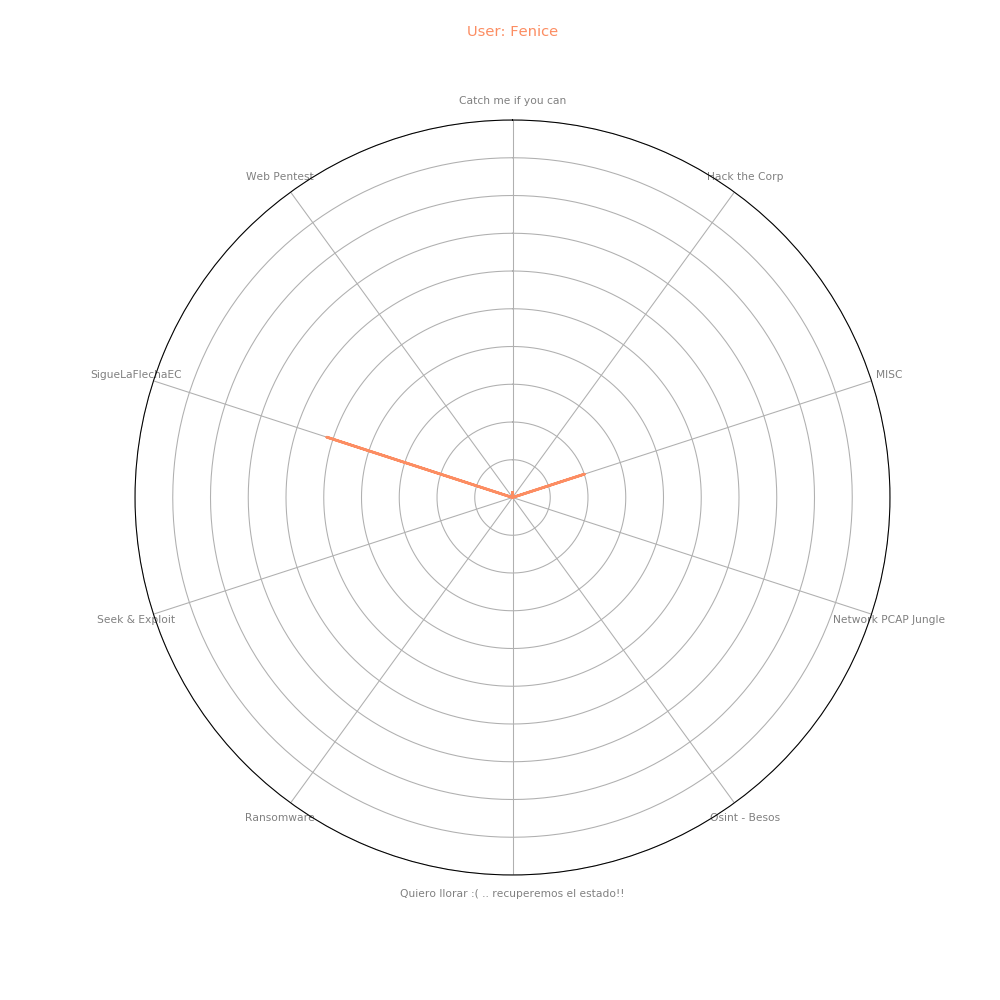 User: Fenice
Catch me if you can
Web Pentest
Hack the Corp
SigueLaFlechaEC
MISC
Seek & Exploit
Network PCAP Jungle
Ransomware
Osint - Besos
Quiero llorar :( .. recuperemos el estado!!